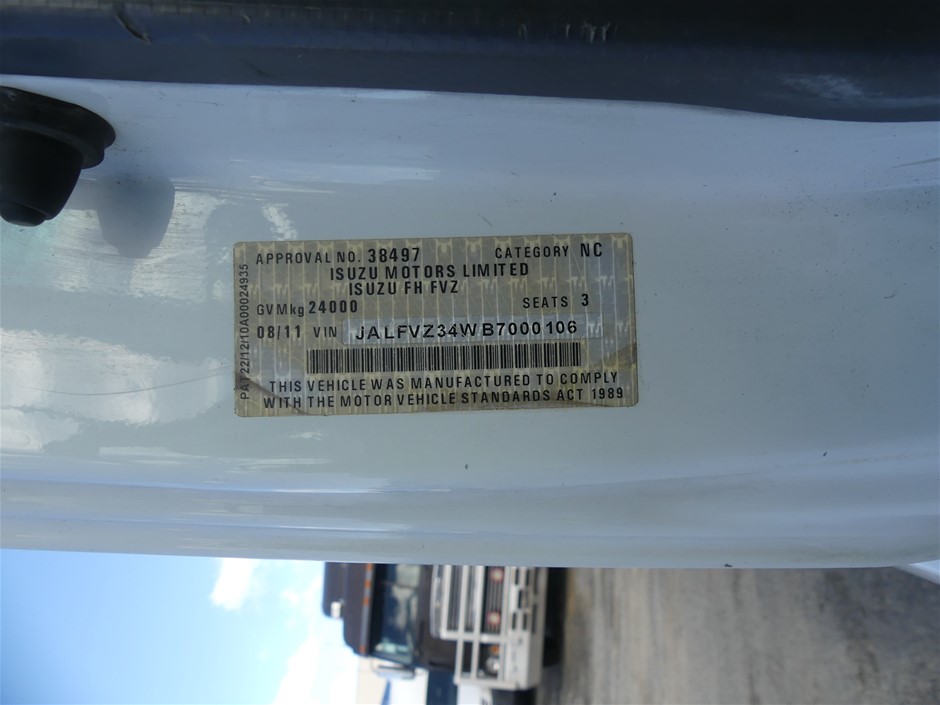 APPROVAL NO. 38497 CATEGORY NC
ISUZU MOTORS LIMITED
ISUZU FH FVZ
GVMkg 24000 SEATS 3
08/11 VIN JALFVZ34WB7000106
THIS VEHICLE WAS MANUFACTURED TO COMPLY
WITH THE MOTOR VEHICLE STANDARDS ACT 1989
PAT22/12/10A00024935